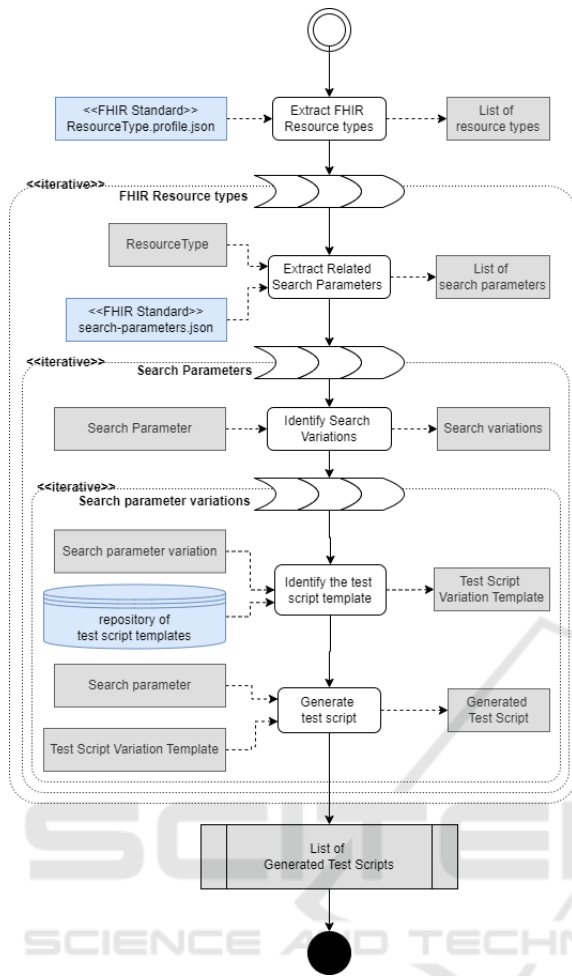 <<FHIR Standard>>
ResourceType.profile.json
Extract FHIR
Resource types
List of
resource types
<<iterative>>
FHIR Resource types
ResourceType
Extract Related
Search Parameters
List of
search parameters
<<FHIR Standard>>
search-parameters.json
<<iterative>>
Search Parameters
Search Parameter
Identify Search
Variations
Search variations
<<iterative>>
Search parameter variations
Search parameter variation
Identify the test
script template
Test Script
Variation Template
repository of
test script templates
Search parameter
Generate
test script
Generated
Test Script
Test Script Variation Template
List of
Generated Test Scripts
SCITE
SCIENCE AND TECHN